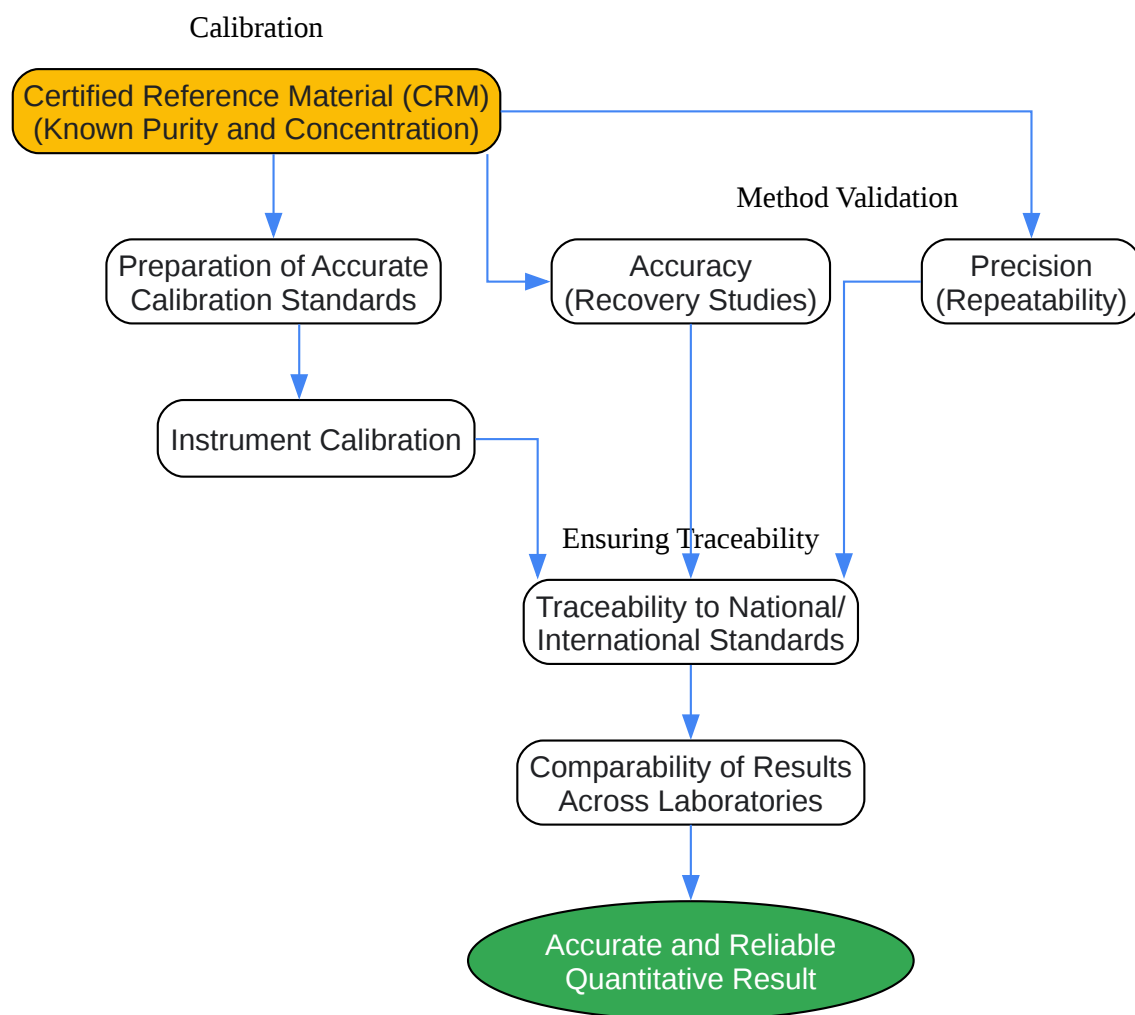 Calibration
Certified Reference Material (CRM)
(Known Purity and Concentration)
Method Validation
Preparation of Accurate
Calibration Standards
Accuracy
(Recovery Studies)
Precision
(Repeatability)
Instrument Calibration
Ensuring Traceability
Traceability to National/
International Standards
Comparability of Results
Across Laboratories
Accurate and Reliable
Quantitative Result